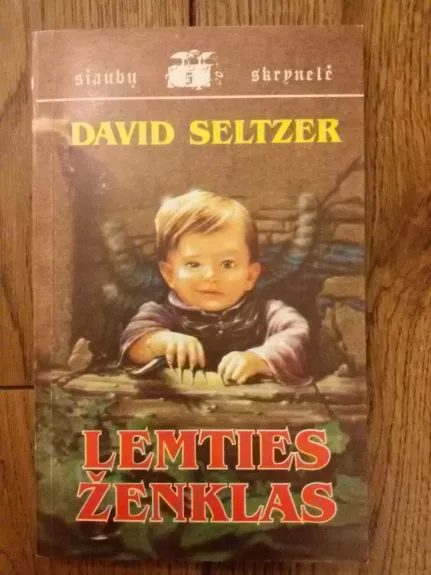 siaubų 5 skrynelė
DAVID SELTZER
LEMTIES
ŽENKLAS